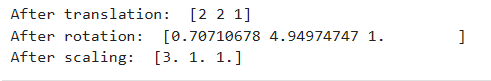 After translation:  [2 2 1]
After rotation:  [0.70710678 4.94974747 1.        ]
After scaling:  [3. 1. 1.]